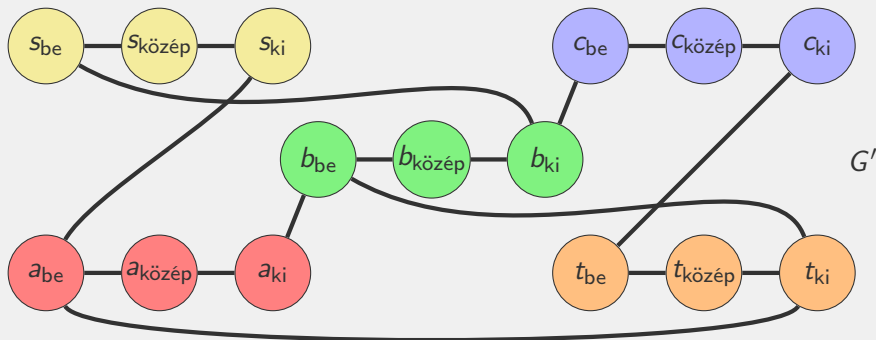 s_be s_közép s_ki c_be c_közép c_ki
b_be b_közép b_ki G'
a_be a_közép a_ki t_be t_közép t_ki